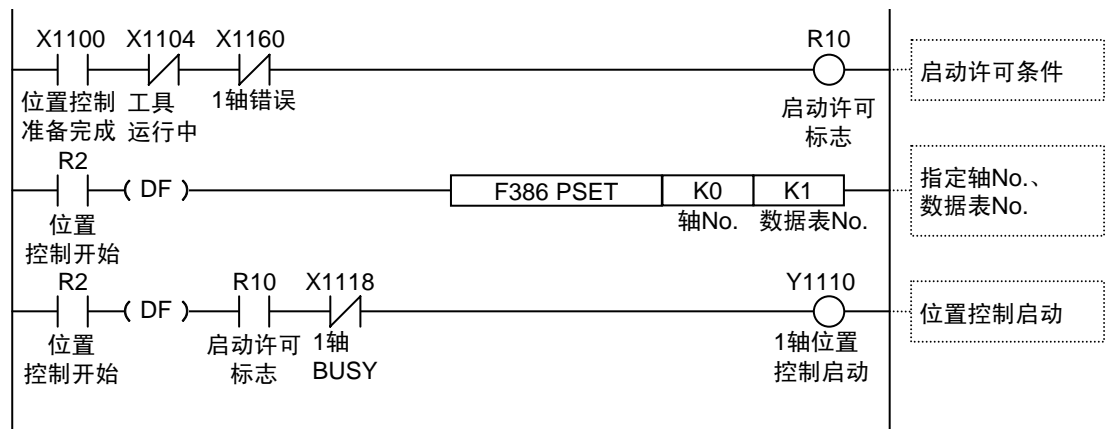 X1100 X1104 X1160 R10
位置控制 准备完成
工具 运行中
1轴错误
启动许可 标志
启动许可条件
R2
( DF )
F386 PSET K0 K1
位置 控制开始
轴No. 数据表No.
指定轴No.、
数据表No.
R2 R10 X1118 Y1110
( DF )
位置 控制开始
启动许可 标志
1轴 BUSY
1轴位置 控制启动
位置控制启动